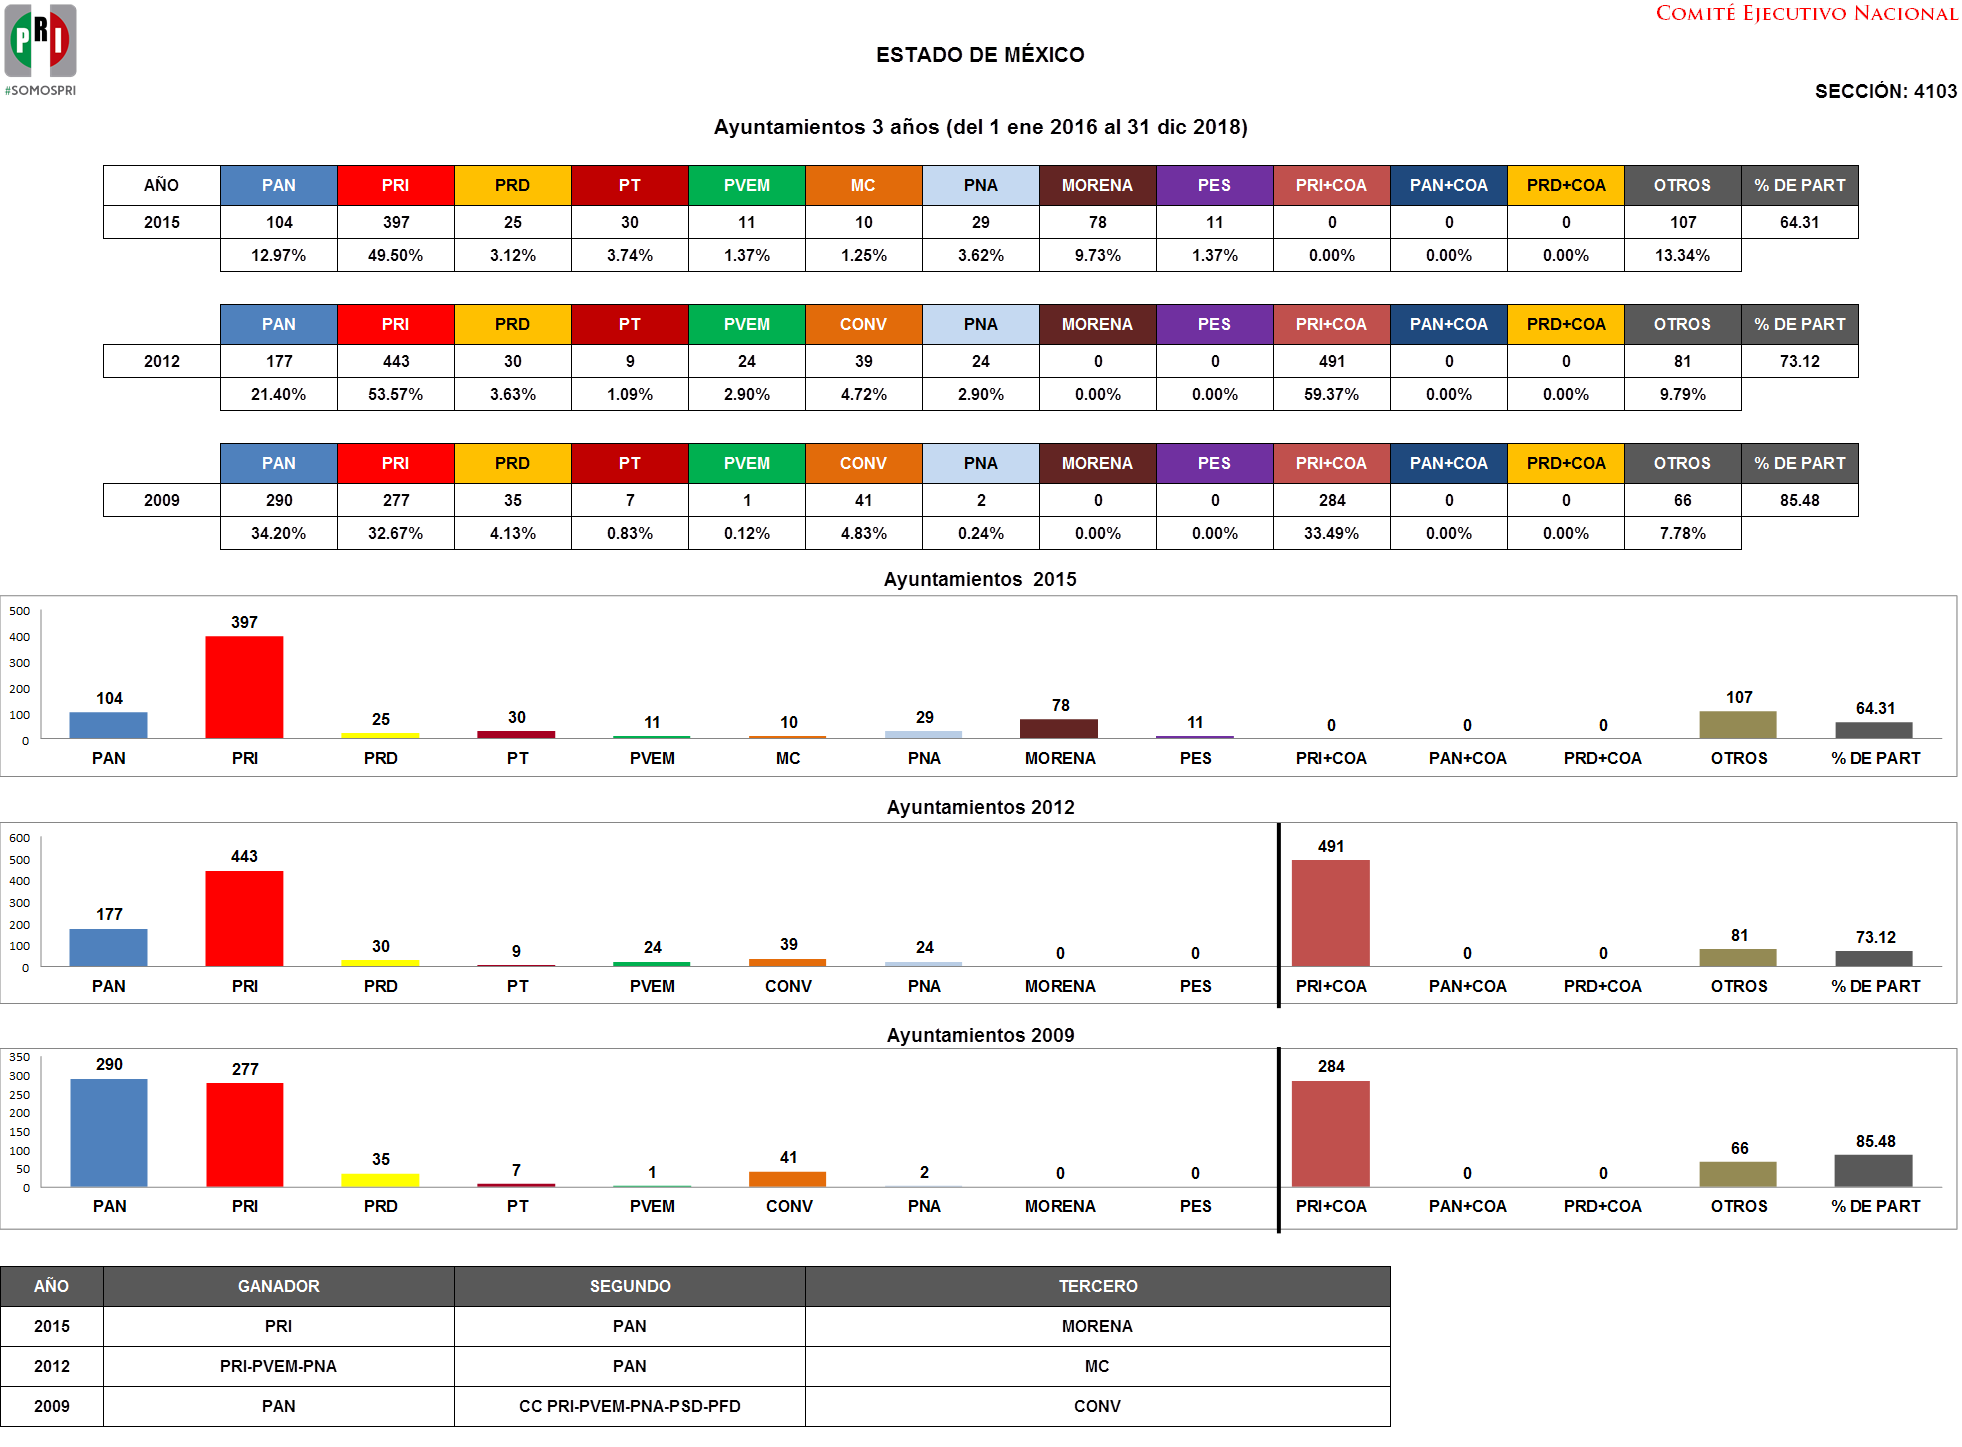 PRI
#SOMOSPRI
COMITÉ EJECUTIVO NACIONAL
ESTADO DE MÉXICO
SECCIÓN: 4103
Ayuntamientos 3 años (del 1 ene 2016 al 31 dic 2018)
AÑO PAN PRI PRD PT PVEM MC PNA MORENA PES PRI+COA PAN+COA PRD+COA OTROS % DE PART
2015 104 397 25 30 11 10 29 78 11 0 0 0 107 64.31
12.97% 49.50% 3.12% 3.74% 1.37% 1.25% 3.62% 9.73% 1.37% 0.00% 0.00% 0.00% 13.34%
PAN PRI PRD PT PVEM CONV PNA MORENA PES PRI+COA PAN+COA PRD+COA OTROS % DE PART
2012 177 443 30 9 24 39 24 0 0 491 0 0 81 73.12
21.40% 53.57% 3.63% 1.09% 2.90% 4.72% 2.90% 0.00% 0.00% 59.37% 0.00% 0.00% 9.79%
PAN PRI PRD PT PVEM CONV PNA MORENA PES PRI+COA PAN+COA PRD+COA OTROS % DE PART
2009 290 277 35 7 1 41 2 0 0 284 0 0 66 85.48
34.20% 32.67% 4.13% 0.83% 0.12% 4.83% 0.24% 0.00% 0.00% 33.49% 0.00% 0.00% 7.78%
Ayuntamientos 2015
500
400
300
200
100
0
104 397 25 30 11 10 29 78 11 0 0 0 107 64.31
PAN PRI PRD PT PVEM MC PNA MORENA PES PRI+COA PAN+COA PRD+COA OTROS % DE PART
Ayuntamientos 2012
600
500
400
300
200
100
0
177 443 30 9 24 39 24 0 0 491 0 0 81 73.12
PAN PRI PRD PT PVEM CONV PNA MORENA PES PRI+COA PAN+COA PRD+COA OTROS % DE PART
Ayuntamientos 2009
350
300
250
200
150
100
50
0
290 277 35 7 1 41 2 0 0 284 0 0 66 85.48
PAN PRI PRD PT PVEM CONV PNA MORENA PES PRI+COA PAN+COA PRD+COA OTROS % DE PART
AÑO GANADOR SEGUNDO TERCERO
2015 PRI PAN MORENA
2012 PRI-PVEM-PNA PAN MC
2009 PAN CC PRI-PVEM-PNA-PSD-PFD CONV